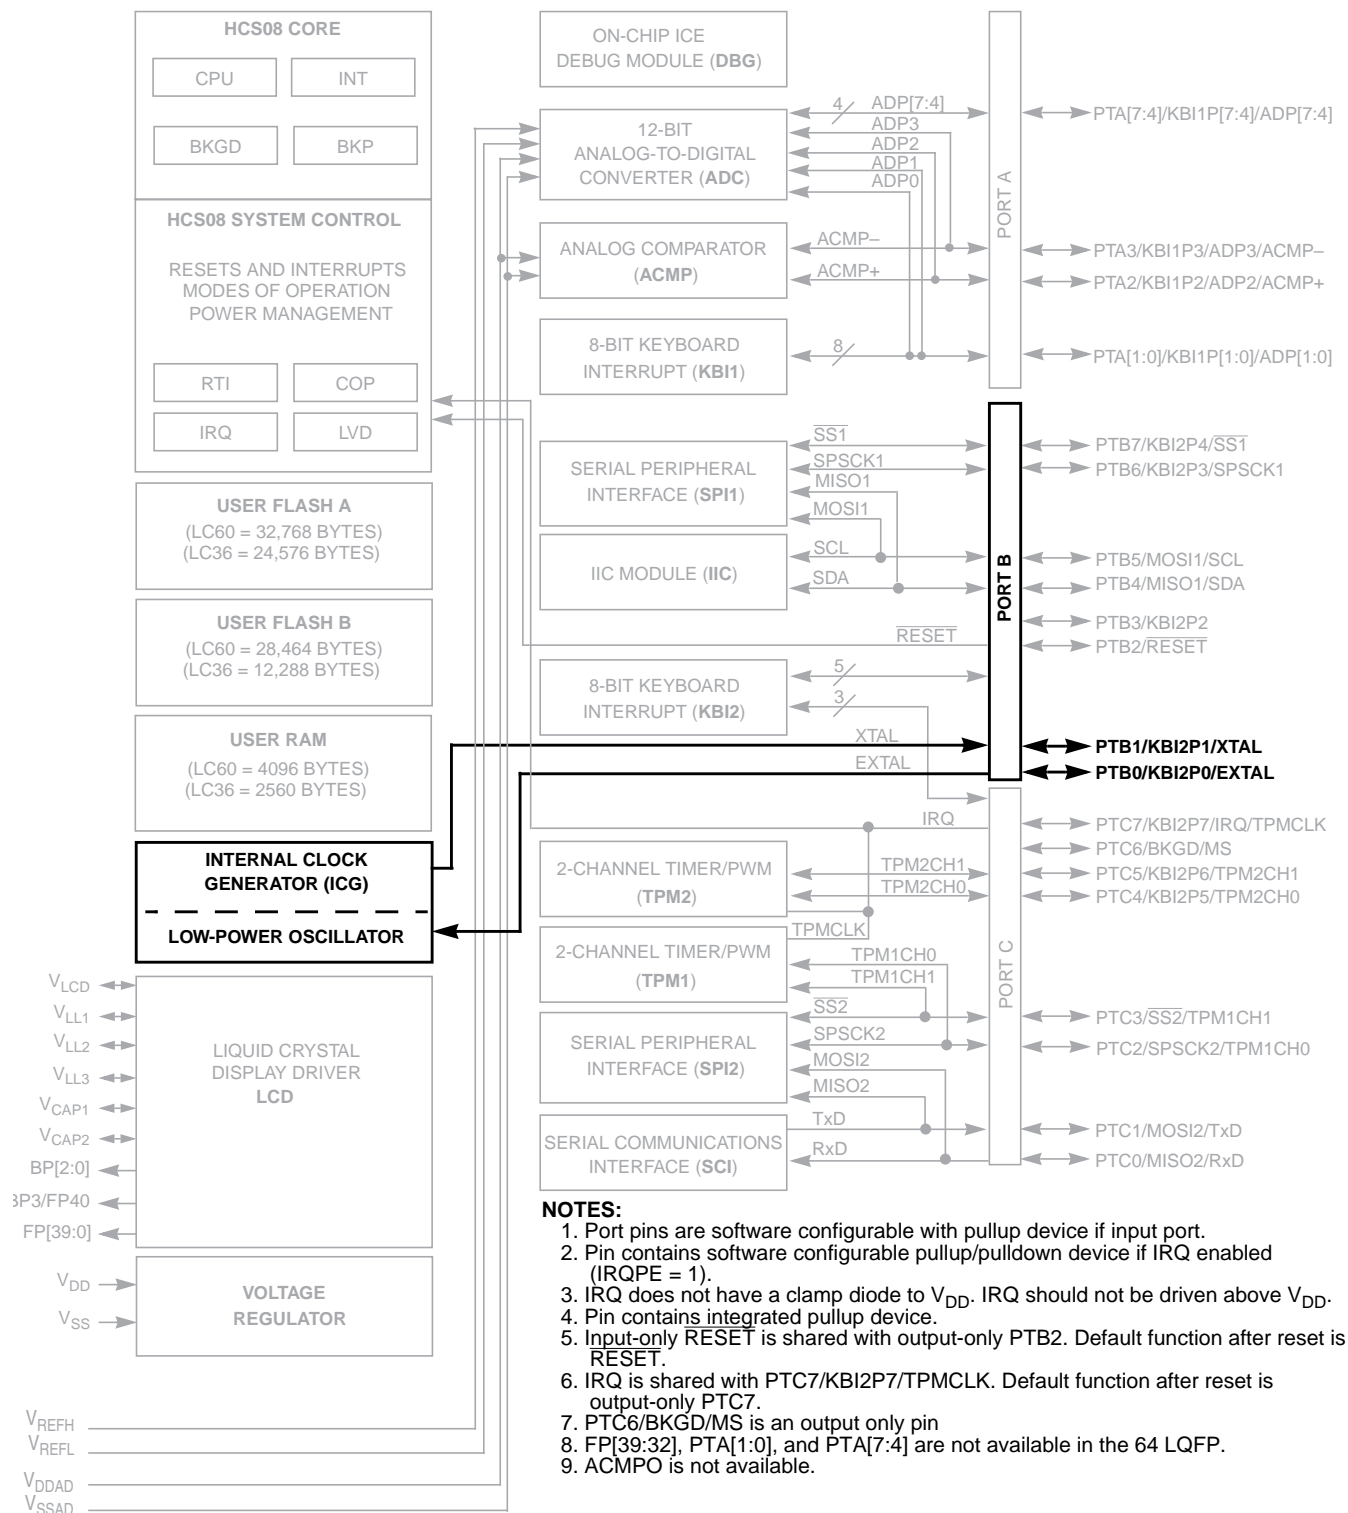 HCS08 CORE
CPU
INT
BKGD
BKP
HCS08 SYSTEM CONTROL
RESETS AND INTERRUPTS
MODES OF OPERATION
POWER MANAGEMENT
RTI
COP
IRQ
LVD
USER FLASH A
(LC60 = 32,768 BYTES)
(LC36 = 24,576 BYTES)
USER FLASH B
(LC60 = 28,464 BYTES)
(LC36 = 12,288 BYTES)
USER RAM
(LC60 = 4096 BYTES)
(LC36 = 2560 BYTES)
INTERNAL CLOCK
GENERATOR (ICG)
LOW-POWER OSCILLATOR
VLCD
VLL1
VLL2
VLL3
VCAP1
VCAP2
BP[2:0]
BP3/FP40
FP[39:0]
LIQUID CRYSTAL
DISPLAY DRIVER
LCD
VDD
VSS
VOLTAGE
REGULATOR
VREFH
VREFL
VDDAD
VSSAD
ON-CHIP ICE
DEBUG MODULE (DBG)
12-BIT
ANALOG-TO-DIGITAL
CONVERTER (ADC)
4
ADP[7:4]
ADP3
ADP2
ADP1
ADP0
ANALOG COMPARATOR
(ACMP)
ACMP–
ACMP+
8-BIT KEYBOARD
INTERRUPT (KBI1)
8
PORT A
PTA[7:4]/KBI1P[7:4]/ADP[7:4]
PTA3/KBI1P3/ADP3/ACMP–
PTA2/KBI1P2/ADP2/ACMP+
PTA[1:0]/KBI1P[1:0]/ADP[1:0]
SERIAL PERIPHERAL
INTERFACE (SPI1)
SS1
SPSCK1
MISO1
MOSI1
IIC MODULE (IIC)
SCL
SDA
RESET
8-BIT KEYBOARD
INTERRUPT (KBI2)
5
3
XTAL
EXTAL
PORT B
PTB7/KBI2P4/SS1
PTB6/KBI2P3/SPSCK1
PTB5/MOSI1/SCL
PTB4/MISO1/SDA
PTB3/KBI2P2
PTB2/RESET
PTB1/KBI2P1/XTAL
PTB0/KBI2P0/EXTAL
IRQ
2-CHANNEL TIMER/PWM
(TPM2)
TPM2CH1
TPM2CH0
TPMCLK
2-CHANNEL TIMER/PWM
(TPM1)
TPM1CH0
TPM1CH1
SERIAL PERIPHERAL
INTERFACE (SPI2)
SS2
SPSCK2
MOSI2
MISO2
SERIAL COMMUNICATIONS
INTERFACE (SCI)
TxD
RxD
PORT C
PTC7/KBI2P7/IRQ/TPMCLK
PTC6/BKGD/MS
PTC5/KBI2P6/TPM2CH1
PTC4/KBI2P5/TPM2CH0
PTC3/SS2/TPM1CH1
PTC2/SPSCK2/TPM1CH0
PTC1/MOSI2/TxD
PTC0/MISO2/RxD
NOTES:
1. Port pins are software configurable with pullup device if input port.
2. Pin contains software configurable pullup/pulldown device if IRQ enabled
(IRQPE = 1).
3. IRQ does not have a clamp diode to VDD. IRQ should not be driven above VDD.
4. Pin contains integrated pullup device.
5. Input-only RESET is shared with output-only PTB2. Default function after reset is
RESET.
6. IRQ is shared with PTC7/KBI2P7/TPMCLK. Default function after reset is
output-only PTC7.
7. PTC6/BKGD/MS is an output only pin
8. FP[39:32], PTA[1:0], and PTA[7:4] are not available in the 64 LQFP.
9. ACMPO is not available.